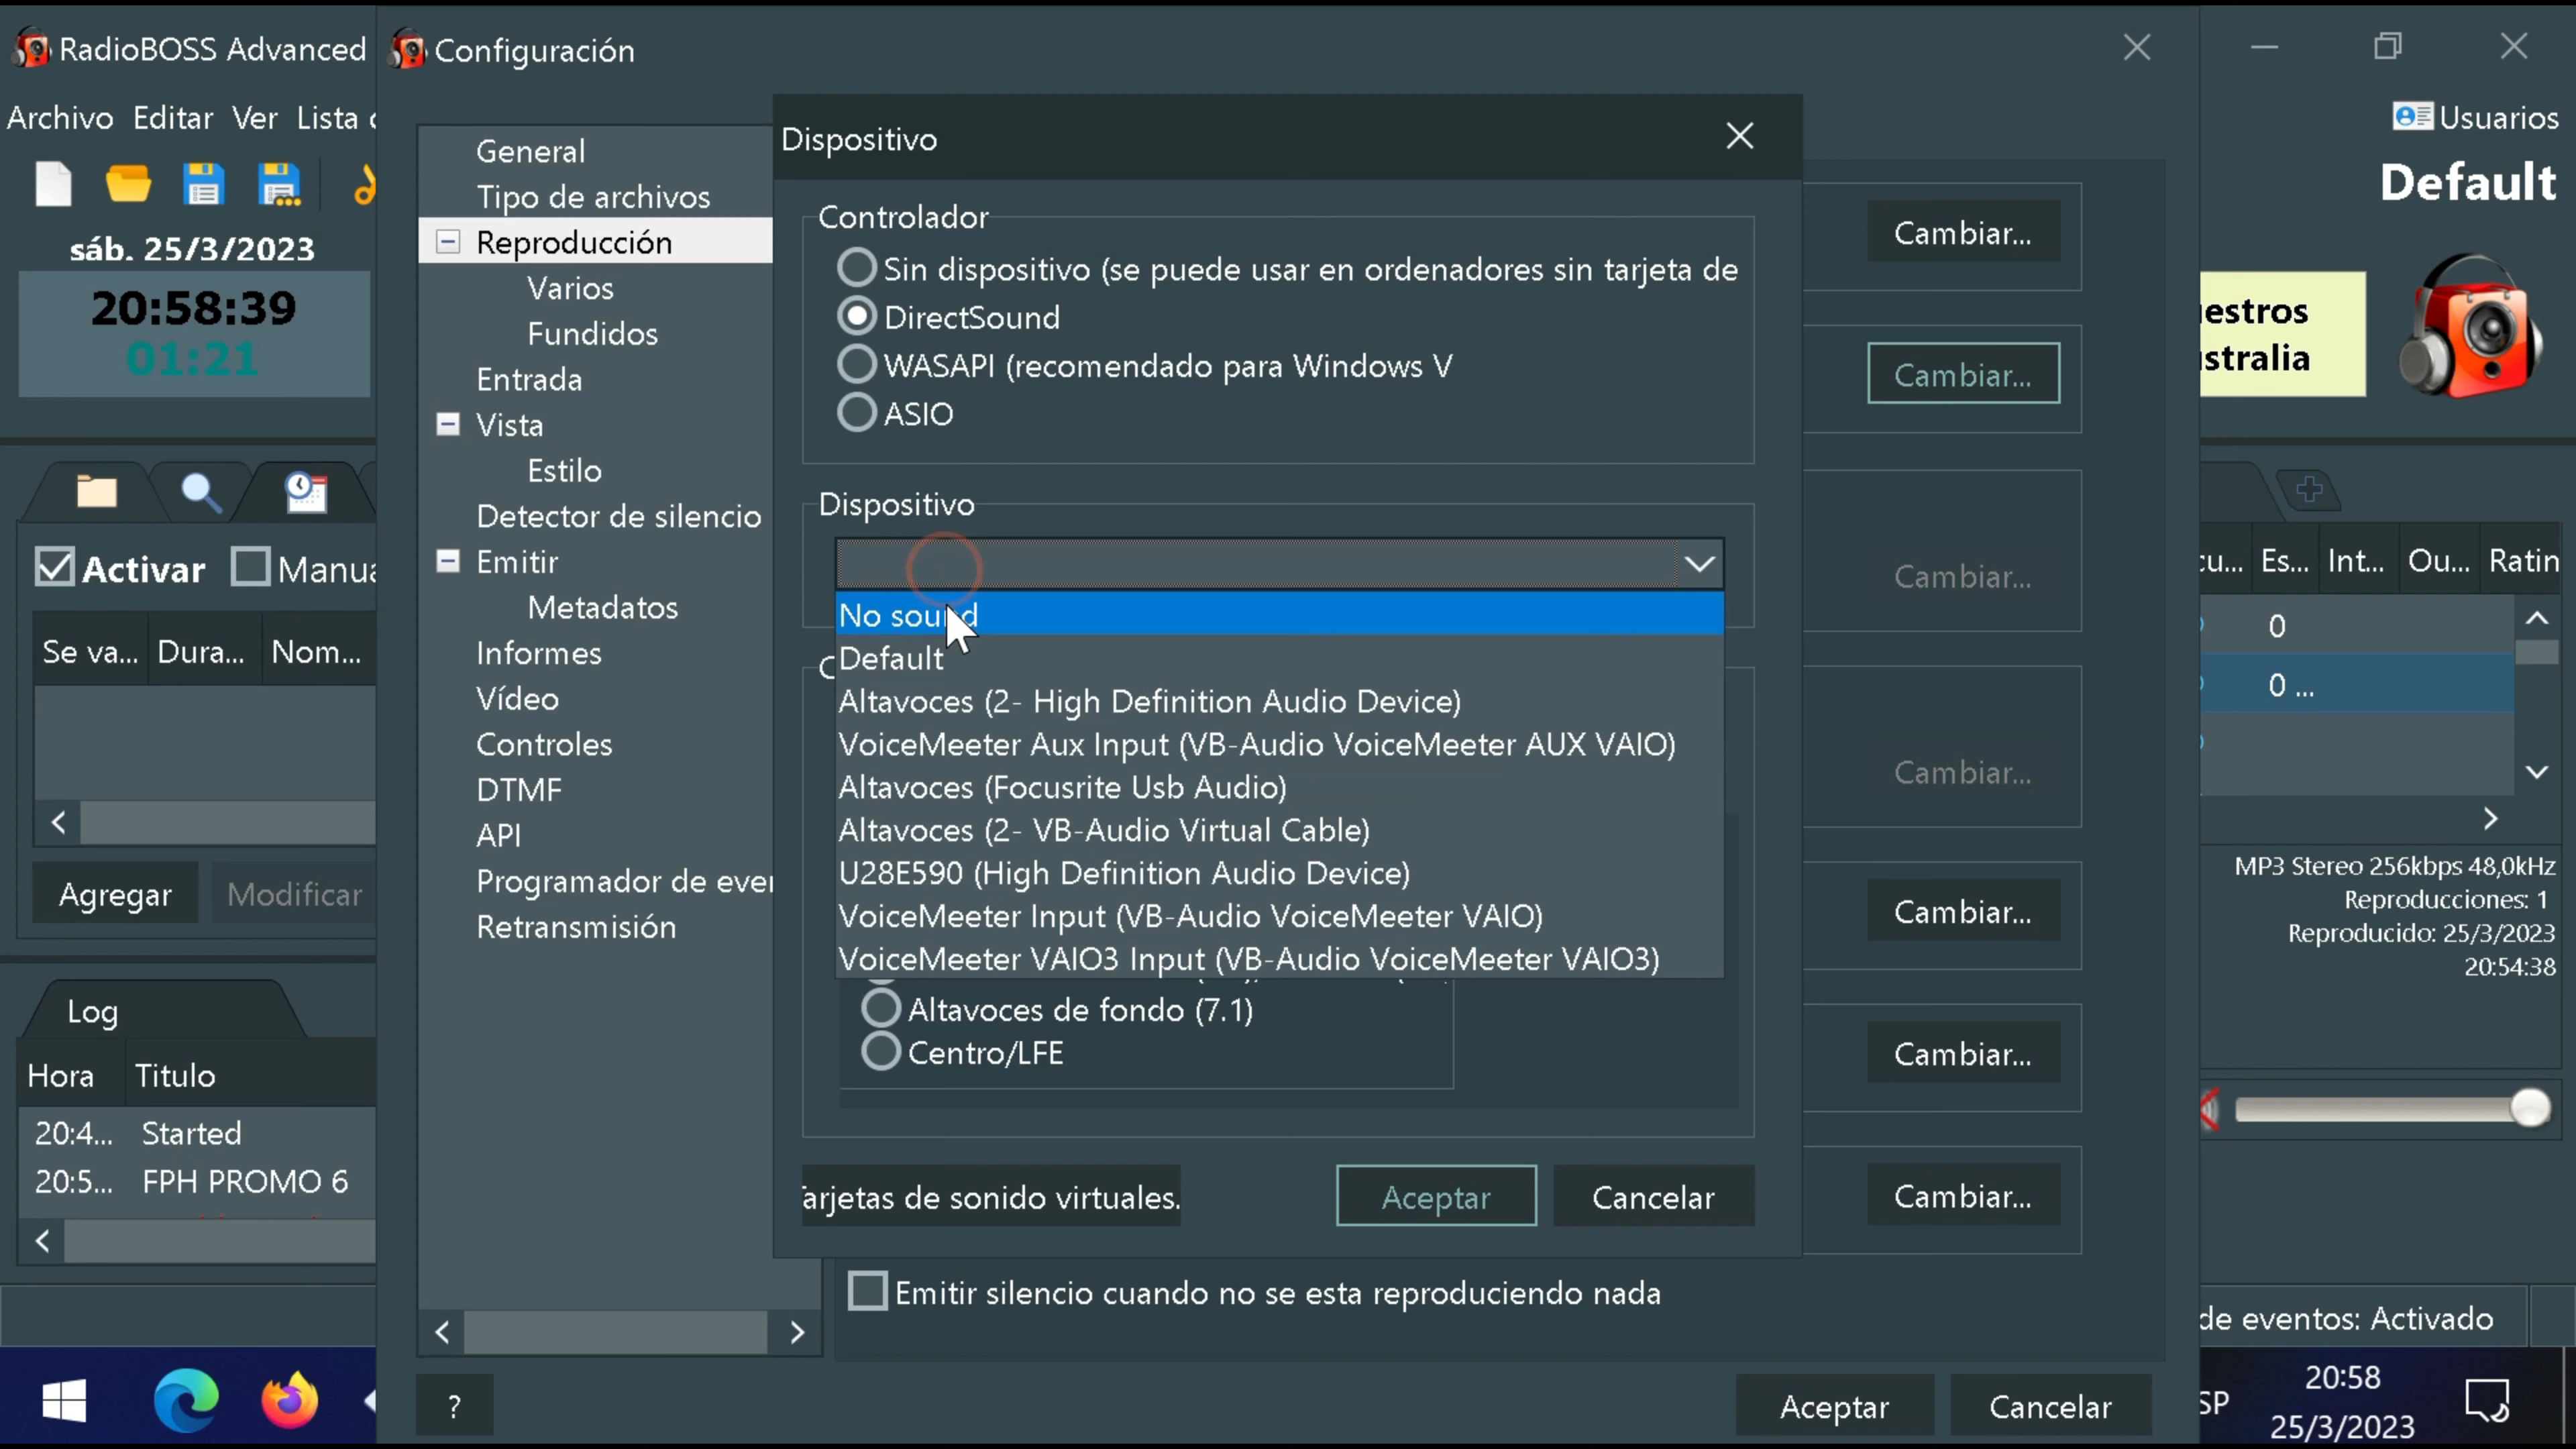 RadioBOSS Advanced
Archivo Editar Ver Lista
sáb. 25/3/2023
20:58:39
01:21
Activar
Se va... Dura... Nom...
Agregar Modificar
Log
Hora Titulo
20:4... Started
20:5... FPH PROMO 6
Configuración
General
Tipo de archivos
Reproducción
Varios
Fundidos
Entrada
Vista
Estilo
Detector de silencio
Emitir
Metadatos
Informes
Vídeo
Controles
DTMF
API
Programador de
Retransmisión
?
Dispositivo
Controlador
Sin dispositivo (se puede usar en ordenadores sin tarjeta de
DirectSound
WASAPI (recomendado para Windows V
ASIO
Dispositivo
No sound
Default
Altavoces (2- High Definition Audio Device)
VoiceMeeter Aux Input (VB-Audio VoiceMeeter AUX VAIO)
Altavoces (Focusrite Usb Audio)
Altavoces (2- VB-Audio Virtual Cable)
U28E590 (High Definition Audio Device)
VoiceMeeter Input (VB-Audio VoiceMeeter VAIO)
VoiceMeeter VAIO3 Input (VB-Audio VoiceMeeter VAIO3)
Altavoces de fondo (7.1)
Centro/LFE
arjetas de sonido virtuales. Aceptar Cancelar
Emitir silencio cuando no se esta reproduciendo nada
Cambiar...
Cambiar...
Cambiar...
Cambiar...
Cambiar...
Cambiar...
Cambiar...
Aceptar Cancelar
Usuarios
Default
estros
stralia
Es... Int... Ou... Ratin
0
0 ...
MP3 Stereo 256kbps 48,0kHz
Reproducciones: 1
Reproducido: 25/3/2023
20:54:38
de eventos: Activado
SP
20:58
25/3/2023